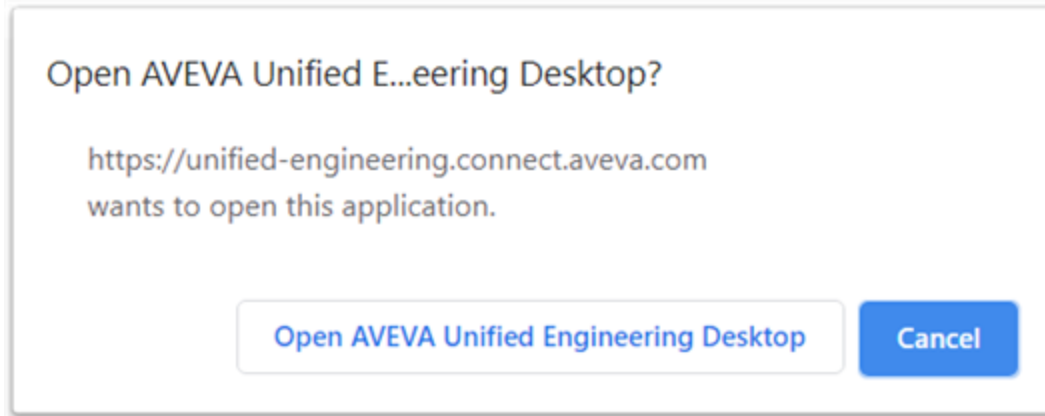 Open AVEVA Unified E...eering Desktop?
https://unified-engineering.connect.aveva.com
wants to open this application.
Open AVEVA Unified Engineering Desktop
Cancel